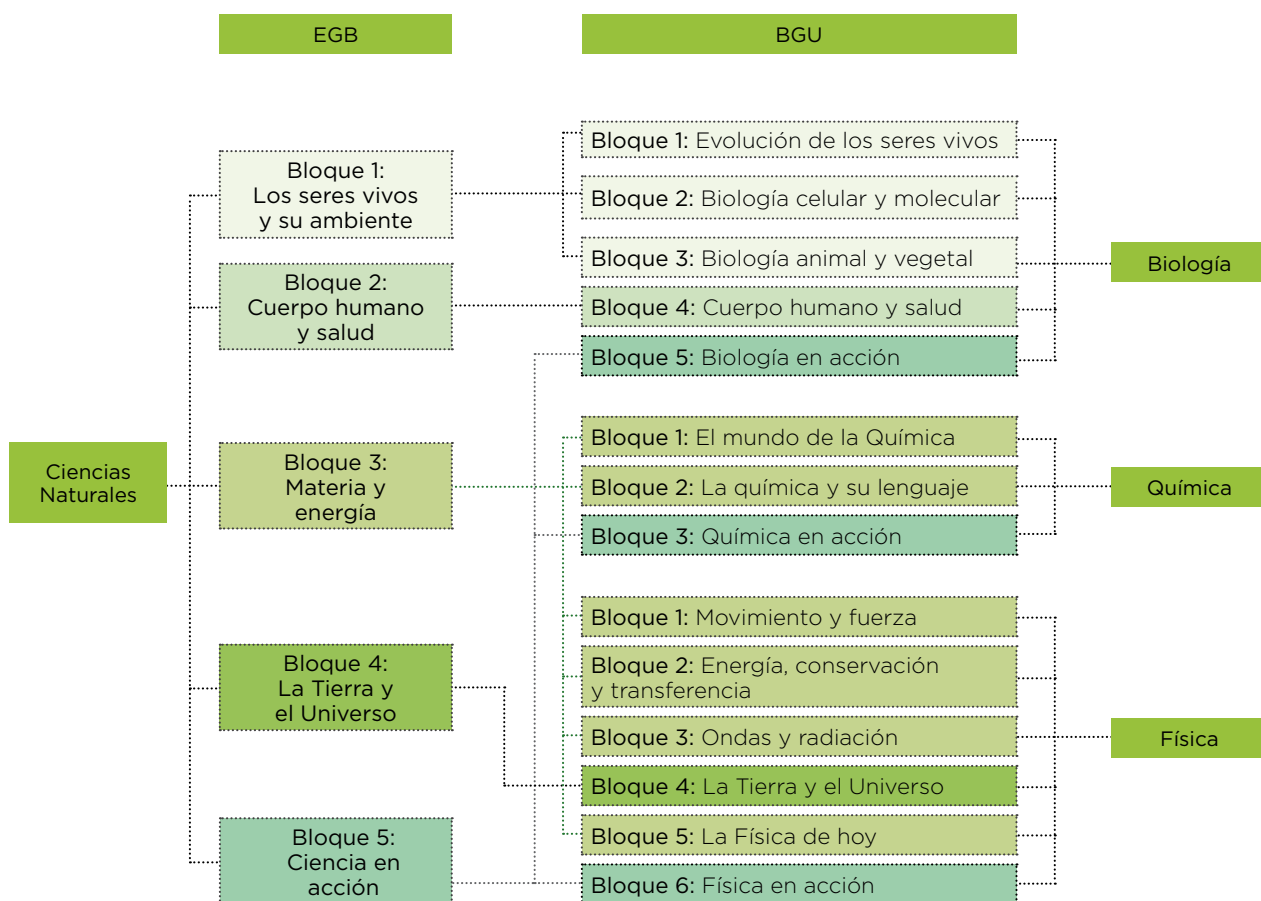 EGB
BGU
Ciencias
Naturales
Bloque 1:
Los seres vivos
y su ambiente
Bloque 2:
Cuerpo humano
y salud
Bloque 3:
Materia y
energía
Bloque 4:
La Tierra y
el Universo
Bloque 5:
Ciencia en
acción
Bloque 1: Evolución de los seres vivos
Bloque 2: Biología celular y molecular
Bloque 3: Biología animal y vegetal
Bloque 4: Cuerpo humano y salud
Bloque 5: Biología en acción
Biología
Bloque 1: El mundo de la Química
Bloque 2: La química y su lenguaje
Bloque 3: Química en acción
Química
Bloque 1: Movimiento y fuerza
Bloque 2: Energía, conservación
y transferencia
Bloque 3: Ondas y radiación
Bloque 4: La Tierra y el Universo
Bloque 5: La Física de hoy
Bloque 6: Física en acción
Física